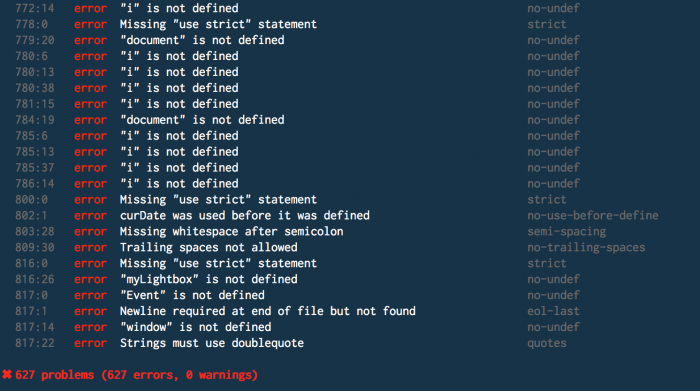 772:14 error "i" is not defined no-undef
778:0 error Missing "use strict" statement strict
779:20 error "document" is not defined no-undef
780:6 error "i" is not defined no-undef
780:13 error "i" is not defined no-undef
780:38 error "i" is not defined no-undef
781:15 error "i" is not defined no-undef
784:19 error "document" is not defined no-undef
785:6 error "i" is not defined no-undef
785:13 error "i" is not defined no-undef
785:37 error "i" is not defined no-undef
786:14 error "i" is not defined no-undef
800:0 error Missing "use strict" statement strict
802:1 error curDate was used before it was defined no-use-before-define
803:28 error Missing whitespace after semicolon semi-spacing
809:30 error Trailing spaces not allowed no-trailing-spaces
816:0 error Missing "use strict" statement strict
816:26 error "myLightbox" is not defined no-undef
817:0 error "Event" is not defined no-undef
817:1 error Newline required at end of file but not found eol-last
817:14 error "window" is not defined no-undef
817:22 error Strings must use doublequote quotes
✖ 627 problems (627 errors, 0 warnings)